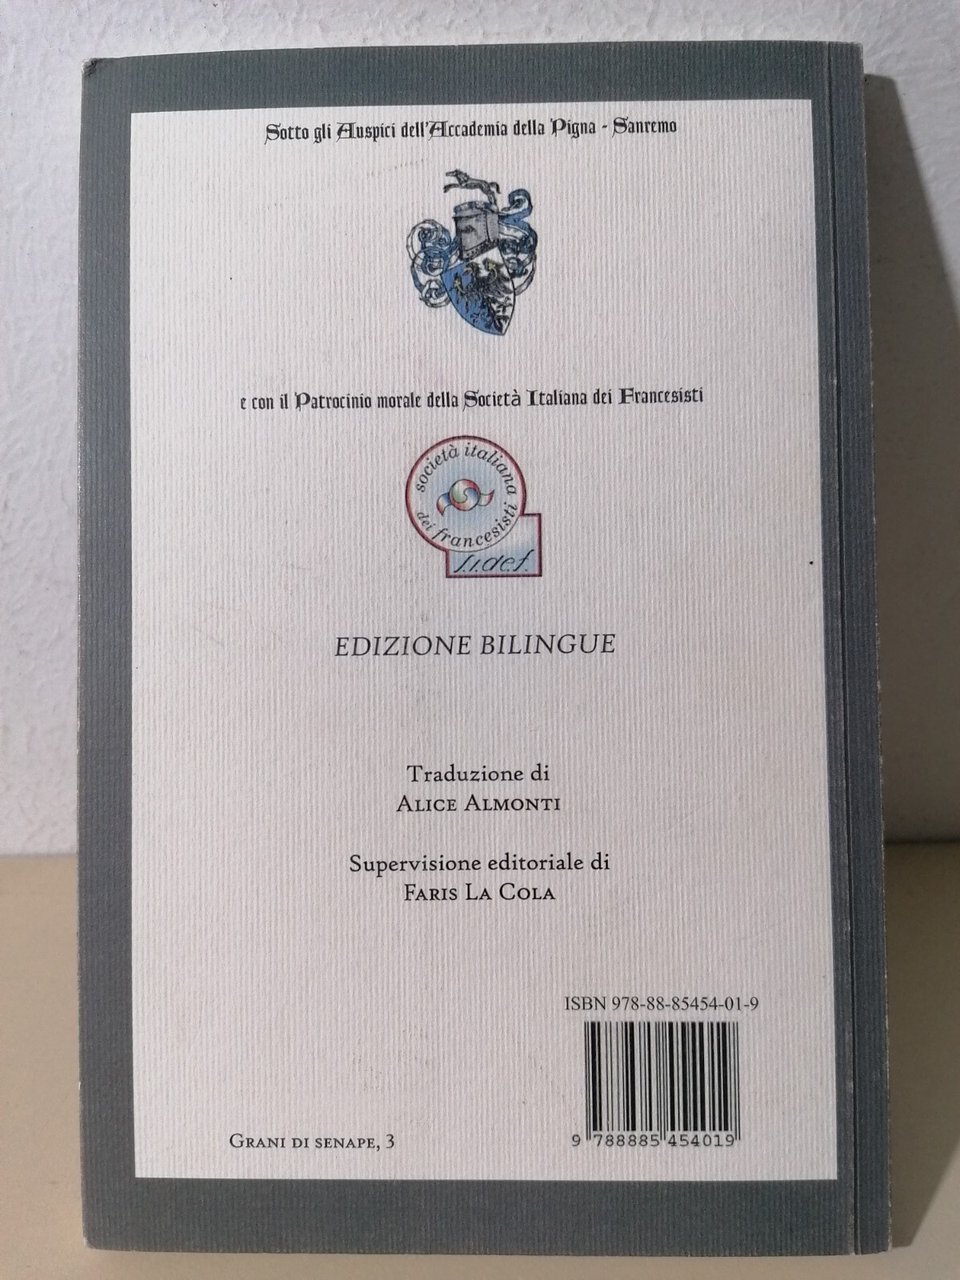 Sotto gli Auspici dell'Accademia della Pigna - Sanremo
e con il Patrocinio morale della Società Italiana dei Francesisti
società italiana
dei francesisti
s.i.de.f.
EDIZIONE BILINGUE
Traduzione di
ALICE ALMONTI
Supervisione editoriale di
FARIS LA COLA
ISBN 978-88-85454-01-9
9 788885 454019
GRANI DI SENAPE, 3